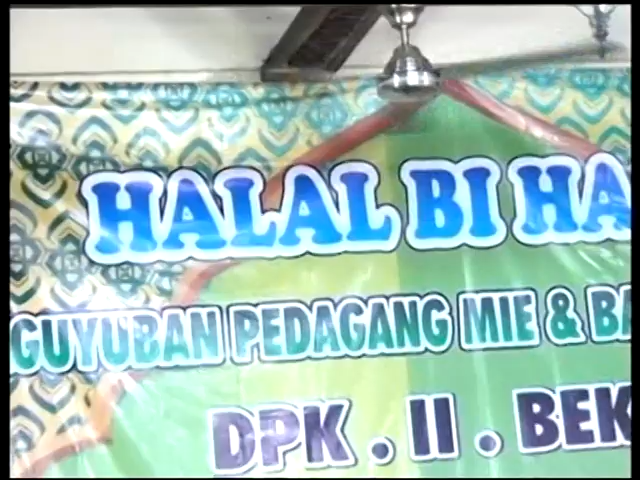 HALAL BI HA
GUYUBAN PEDAGANG MIE & BA
DPK . II . BEK